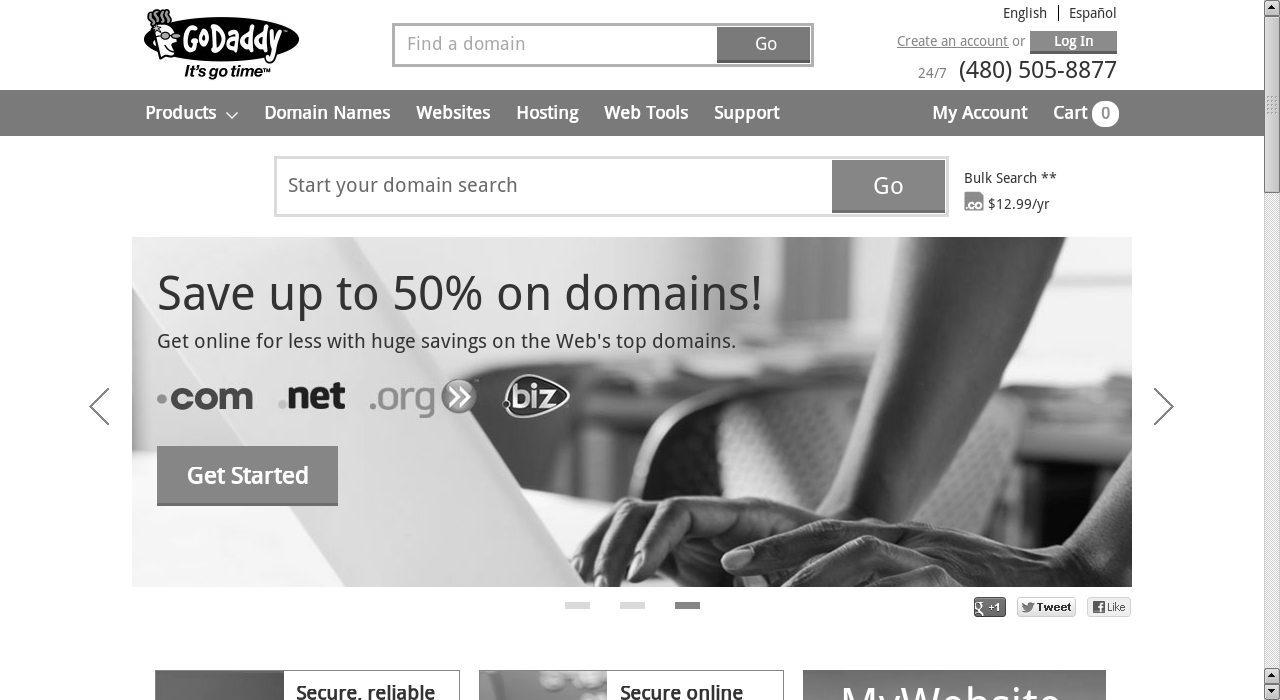 English Español
GoDaddy™
It's go time™
Find a domain Go
Create an account or Log In
24/7 (480) 505-8877
Products Domain Names Websites Hosting Web Tools Support My Account Cart 0
Start your domain search Go
Bulk Search **
.co $12.99/yr
Save up to 50% on domains!
Get online for less with huge savings on the Web's top domains.
.com .net .org .biz
Get Started
g +1 Tweet Like
Secure, reliable Secure online MyWebsite